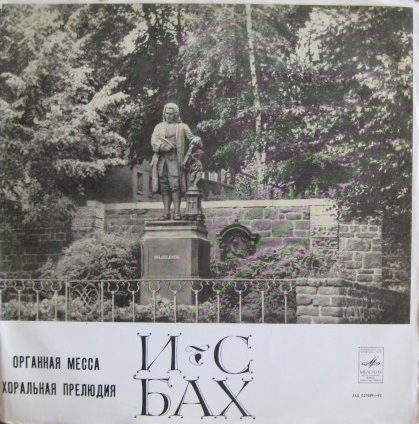 ОРГАННАЯ МЕССА
ХОРАЛЬНАЯ ПРЕЛЮДИЯ
И С
БАХ